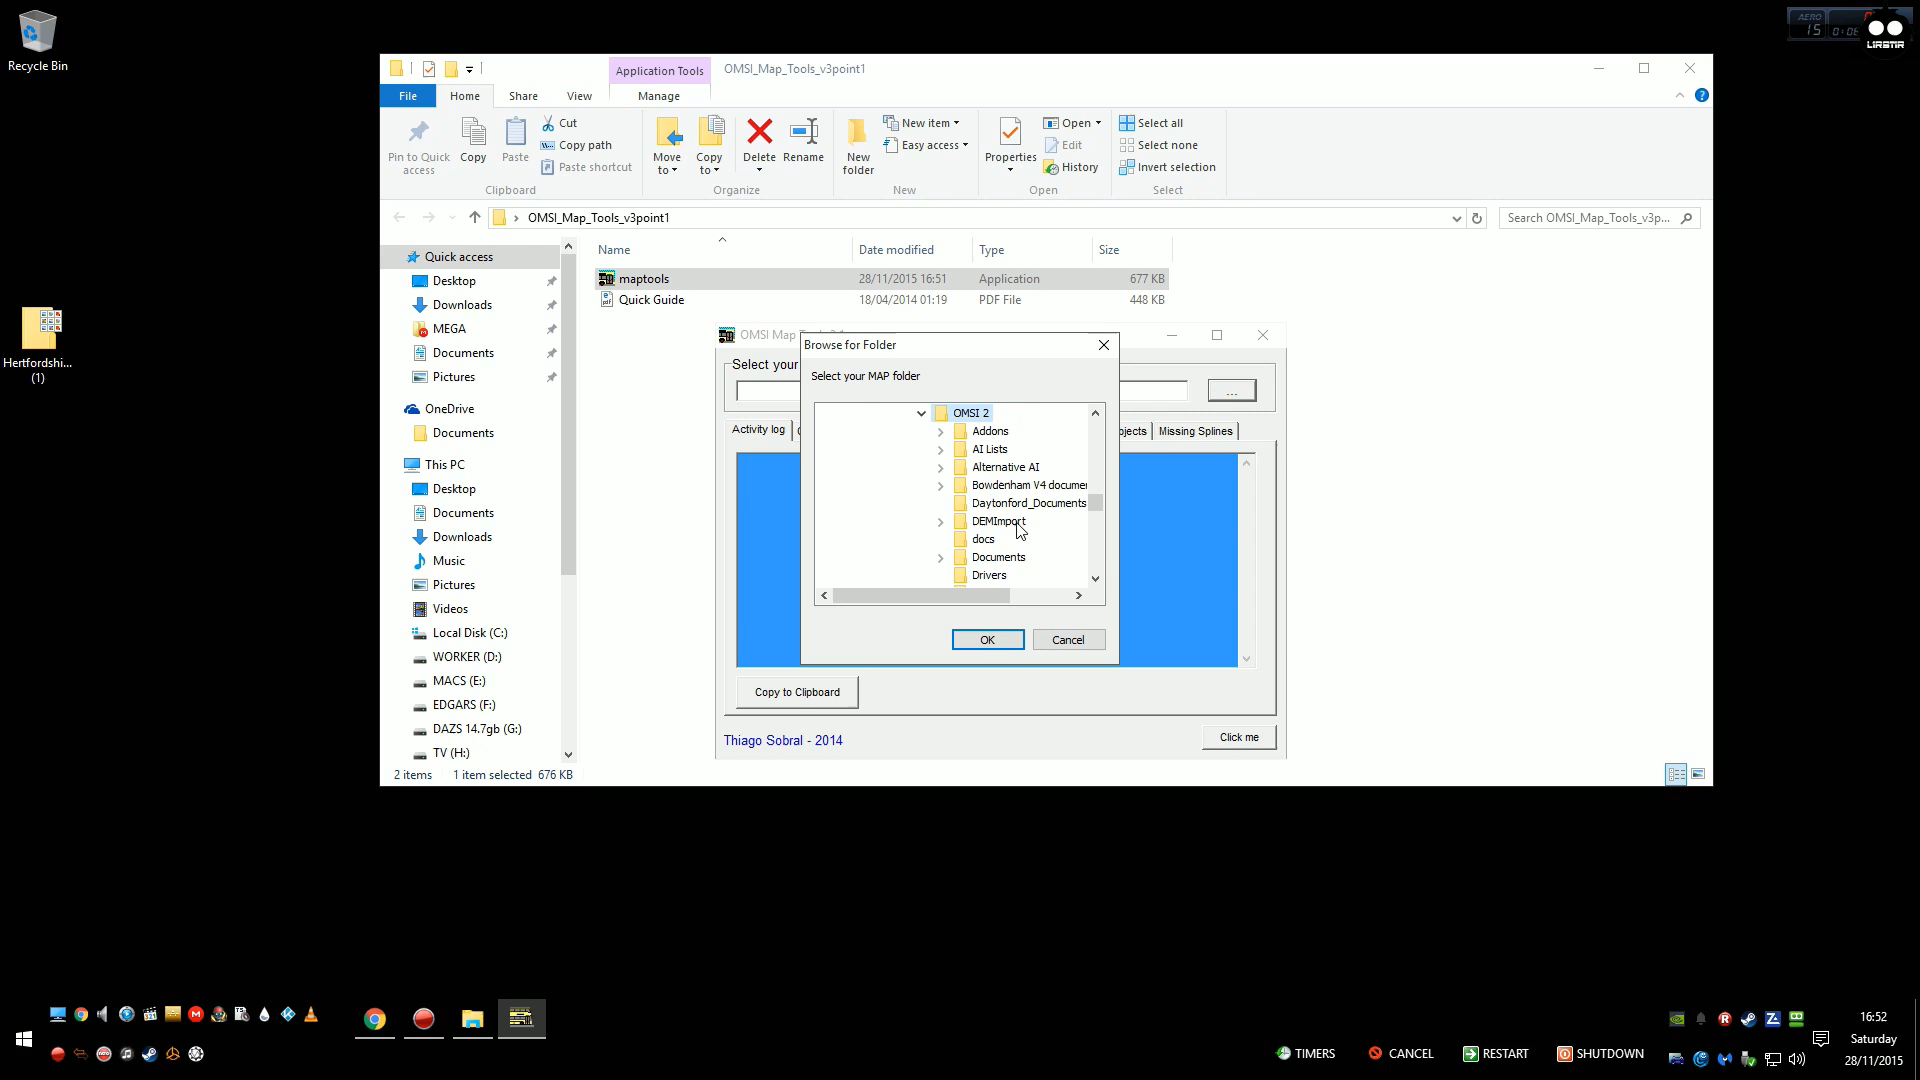 Recycle Bin
Hertfordshi...
(1)
AERO
15
LIRSTIR
Application Tools
OMSI_Map_Tools_v3point1
File
Home
Share
View
Manage
Pin to Quick
access
Copy
Paste
Cut
Copy path
Paste shortcut
Clipboard
Move
to
Copy
to
Delete
Rename
Organize
New
folder
New item
Easy access
New
Properties
Open
Edit
History
Open
Select all
Select none
Invert selection
Select
OMSI_Map_Tools_v3point1
Search OMSI_Map_Tools_v3p...
Quick access
Desktop
Downloads
MEGA
Documents
Pictures
OneDrive
Documents
This PC
Desktop
Documents
Downloads
Music
Pictures
Videos
Local Disk (C:)
WORKER (D:)
MACS (E:)
EDGARS (F:)
DAZS 14.7gb (G:)
TV (H:)
Name
Date modified
Type
Size
maptools
28/11/2015 16:51
Application
677 KB
Quick Guide
18/04/2014 01:19
PDF File
448 KB
2 items
1 item selected 676 KB
OMSI Map
Select your
...
Activity log
bjects
Missing Splines
Copy to Clipboard
Thiago Sobral - 2014
Click me
Browse for Folder
Select your MAP folder
OMSI 2
Addons
AI Lists
Alternative AI
Bowdenham V4 documen
Daytonford_Documents
DEMImport
docs
Documents
Drivers
OK
Cancel
TIMERS
CANCEL
RESTART
SHUTDOWN
16:52
Saturday
28/11/2015